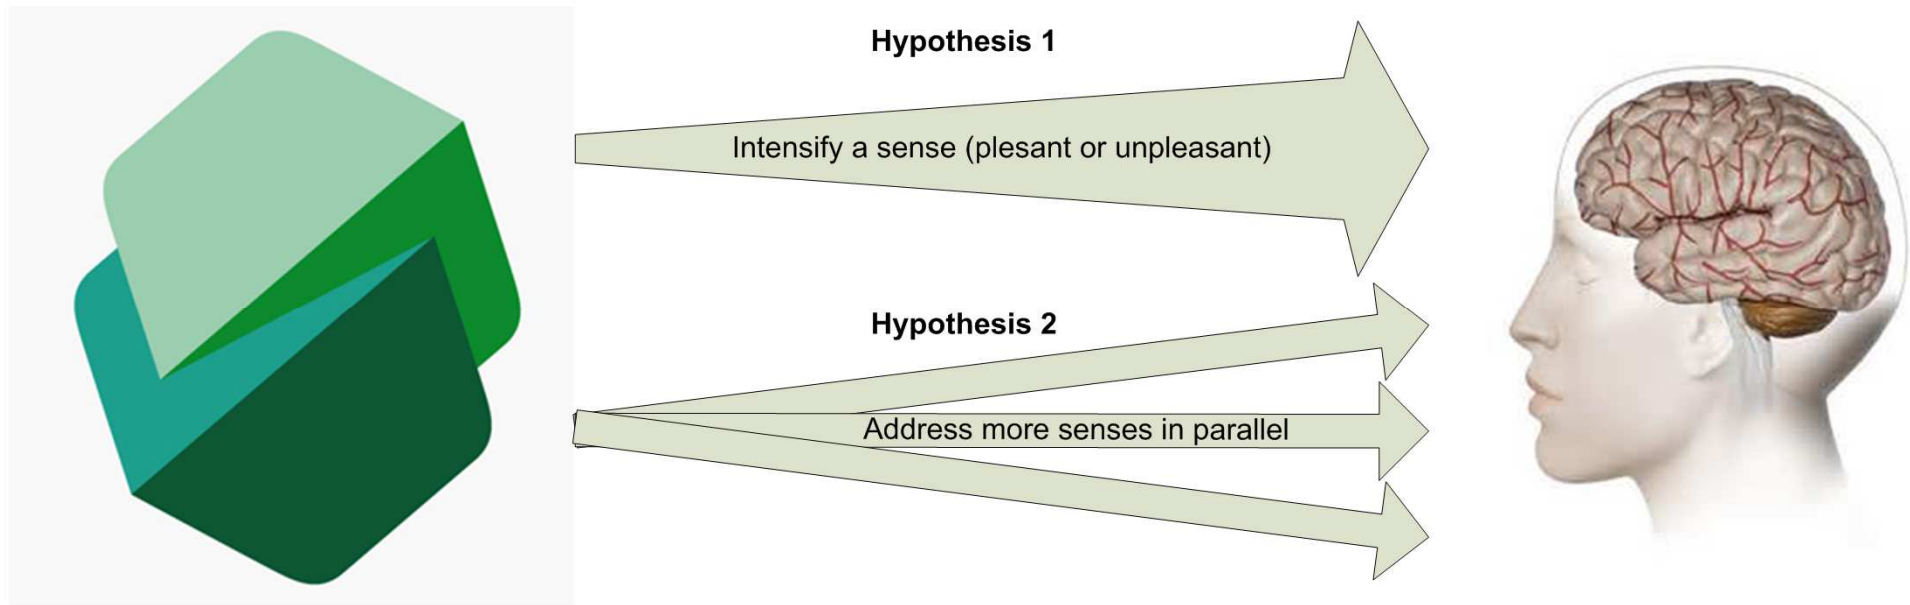 Hypothesis 1
Intensify a sense (plesant or unpleasant)
Hypothesis 2
Address more senses in parallel